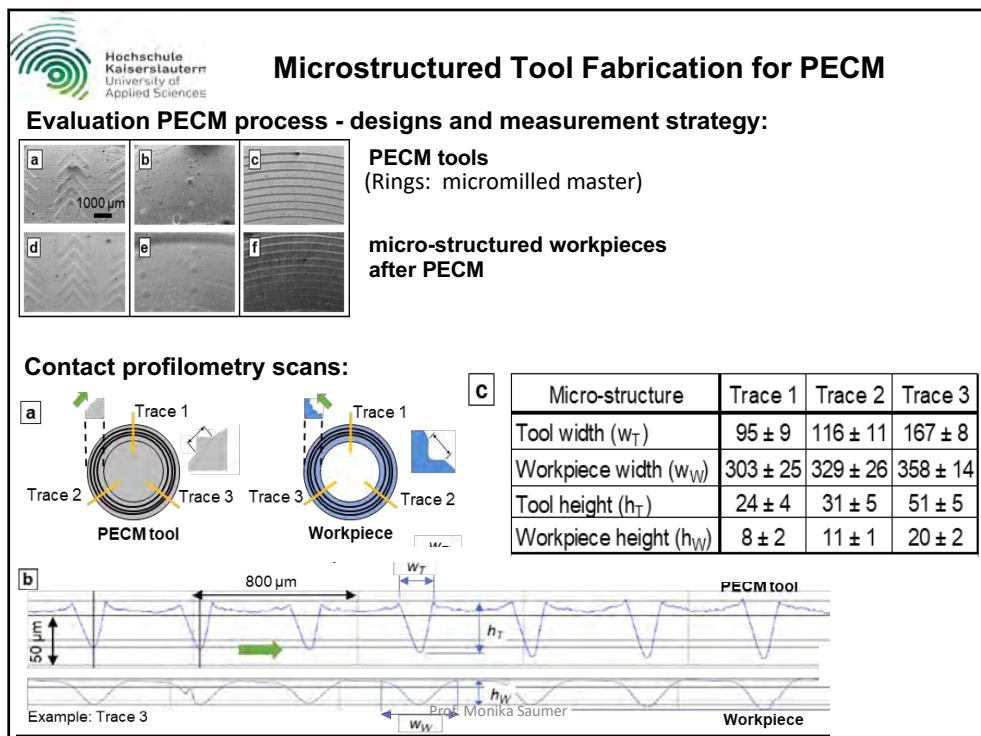 Hochschule
Kaiserslautern
University of
Applied Sciences
Microstructured Tool Fabrication for PECM
Evaluation PECM process - designs and measurement strategy:
a
b
c
1000 µm
d
e
f
PECM tools
(Rings: micromilled master)
micro-structured workpieces
after PECM
Contact profilometry scans:
a
Trace 1
Trace 2
Trace 3
PECM tool
Trace 1
Trace 3
Trace 2
Workpiece
c
Micro-structure Trace 1 Trace 2 Trace 3
Tool width (wT) 95 ± 9 116 ± 11 167 ± 8
Workpiece width (wW) 303 ± 25 329 ± 26 358 ± 14
Tool height (hT) 24 ± 4 31 ± 5 51 ± 5
Workpiece height (hW) 8 ± 2 11 ± 1 20 ± 2
b
800 µm
wT
PECM tool
50 µm
hT
hW
Example: Trace 3
wW
Prof. Monika Saumer
Workpiece